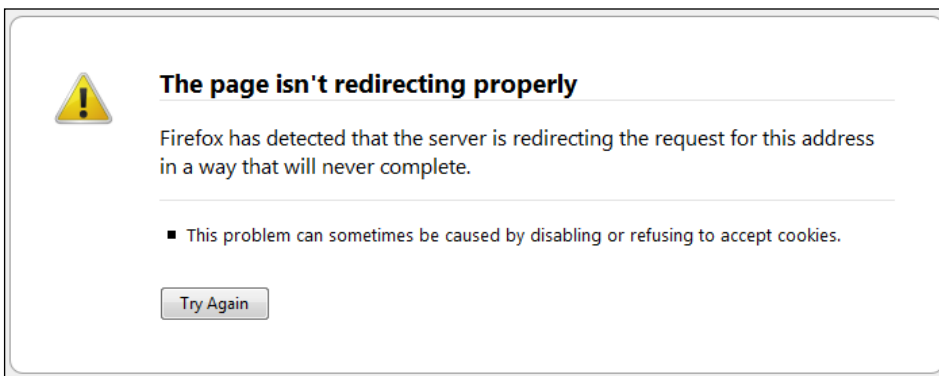 The page isn't redirecting properly
Firefox has detected that the server is redirecting the request for this address
in a way that will never complete.
This problem can sometimes be caused by disabling or refusing to accept cookies.
Try Again